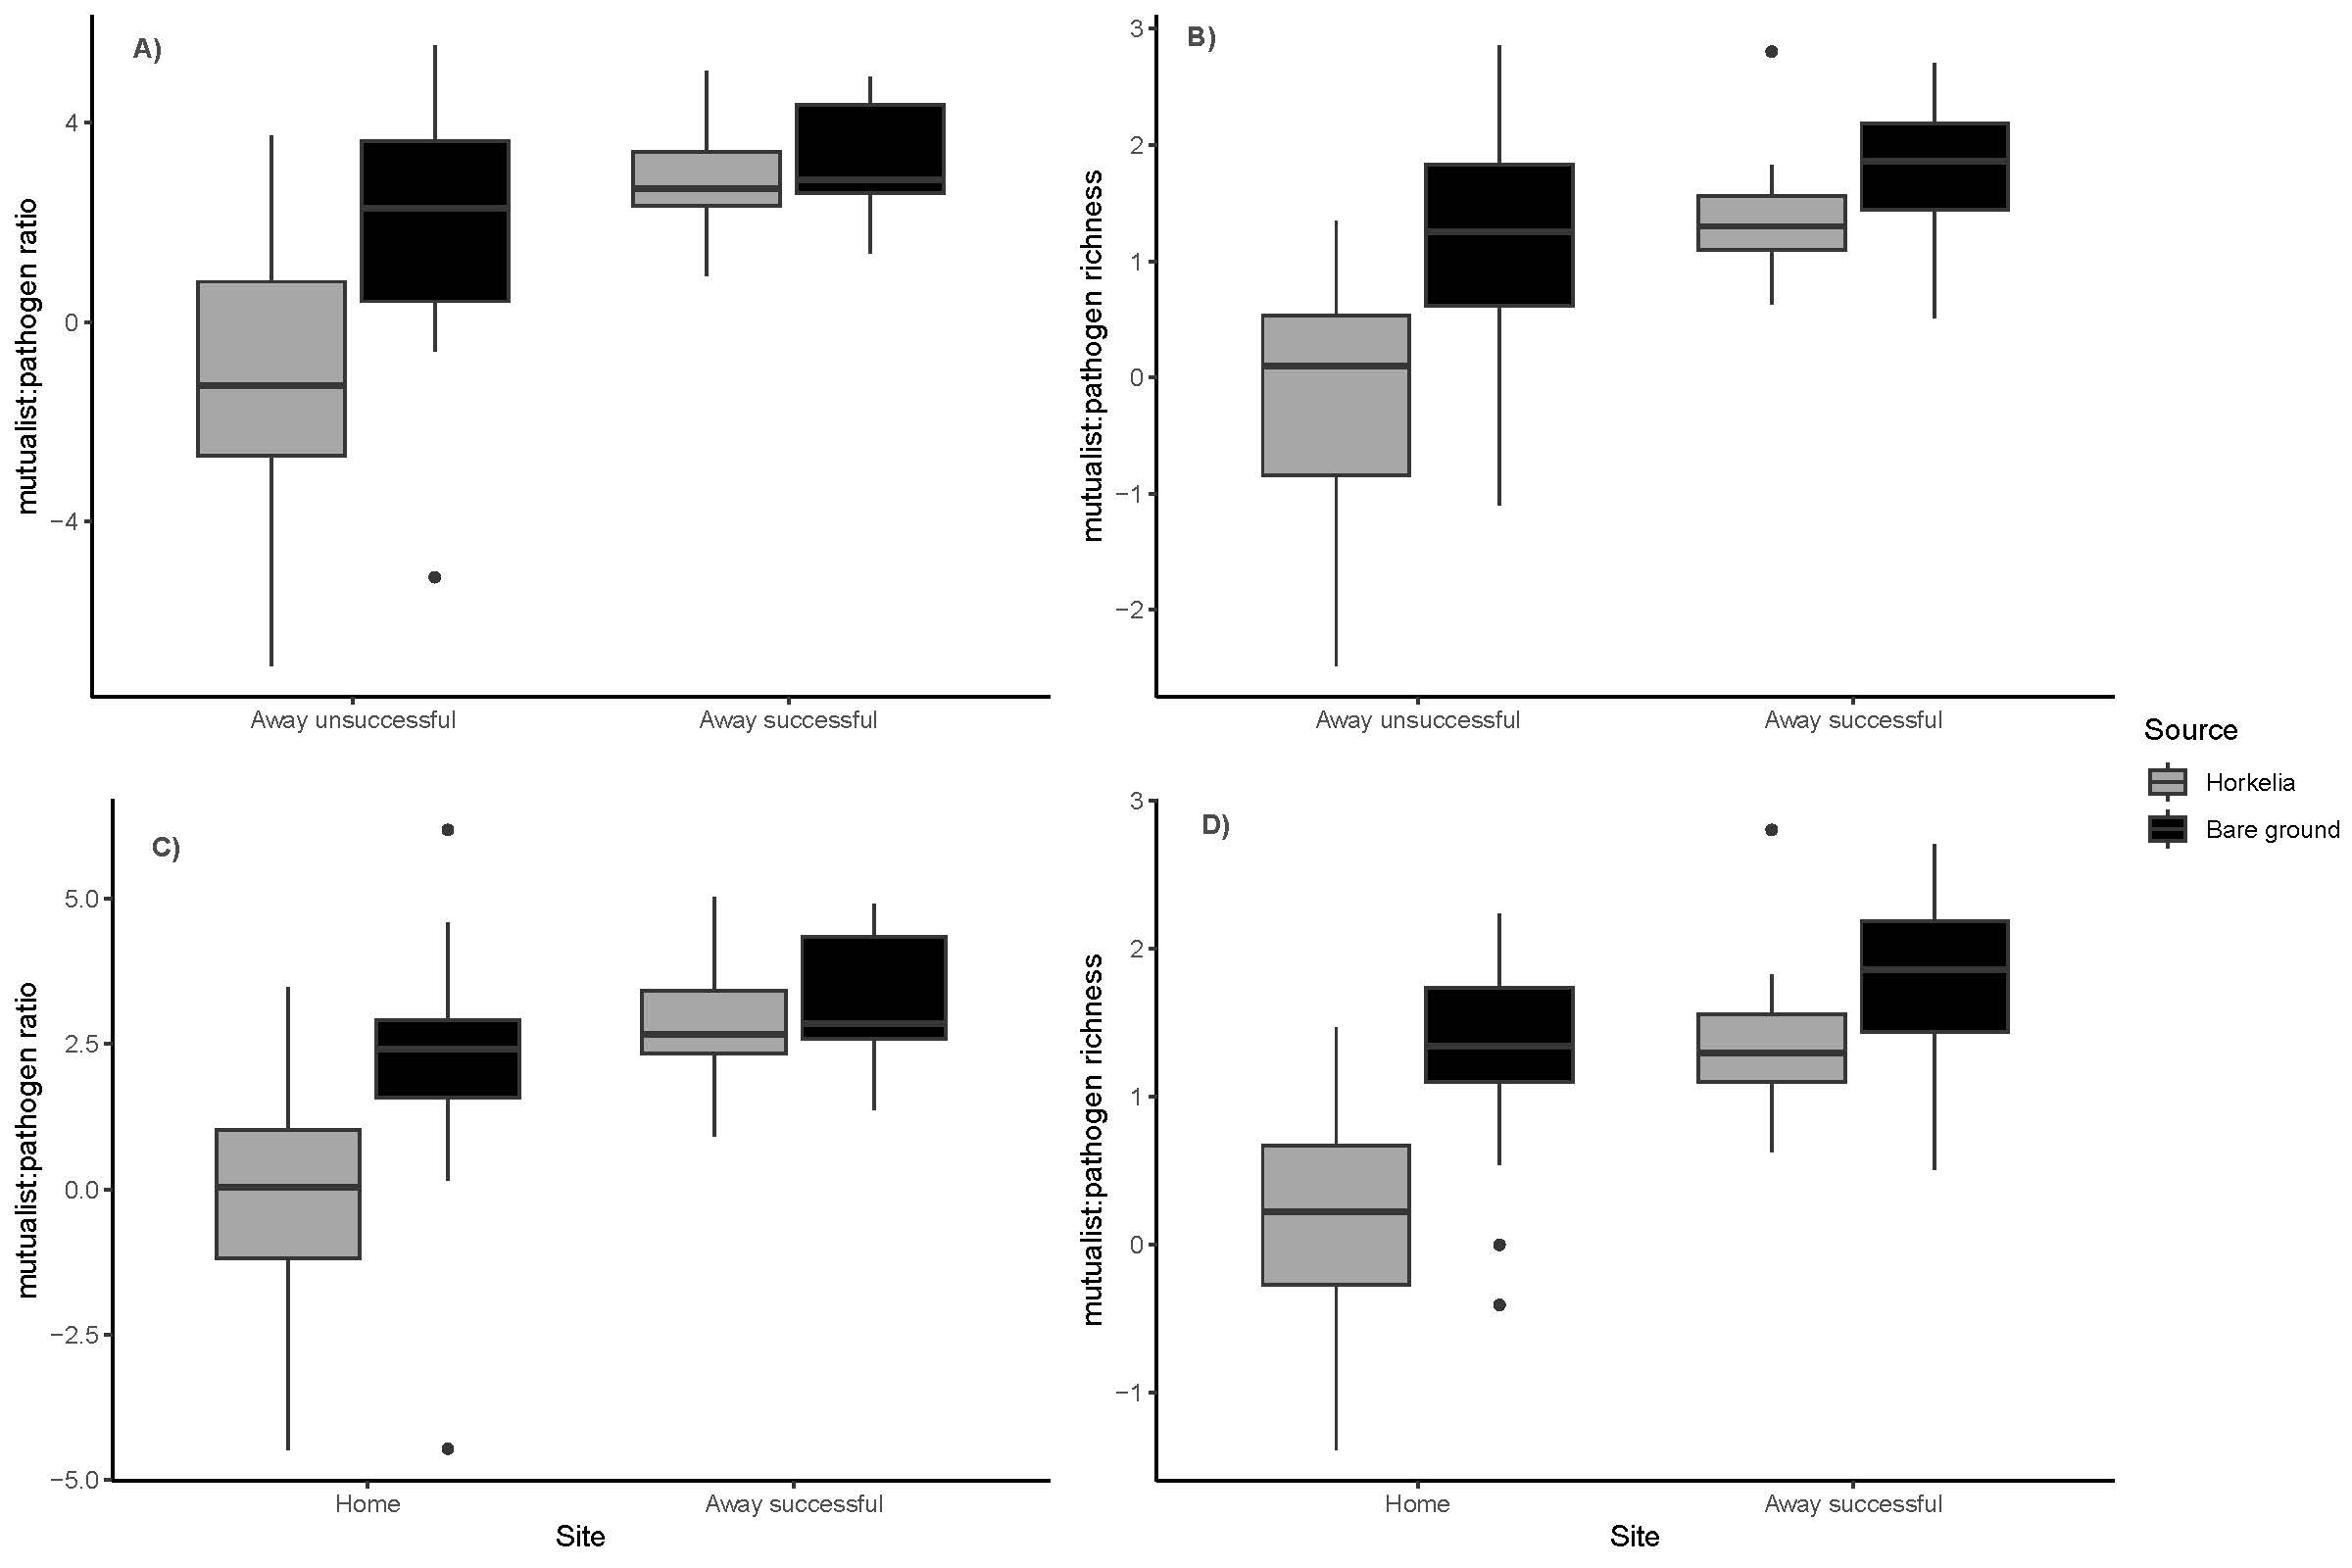 A)
mutualist:pathogen ratio
4
0
−4
Away unsuccessful
Away successful
B)
mutualist:pathogen richness
3
2
1
0
−1
−2
Away unsuccessful
Away successful
Source
Horkelia
Bare ground
C)
mutualist:pathogen ratio
5.0
2.5
0.0
−2.5
−5.0
Home
Away successful
Site
D)
mutualist:pathogen richness
3
2
1
0
−1
Home
Away successful
Site